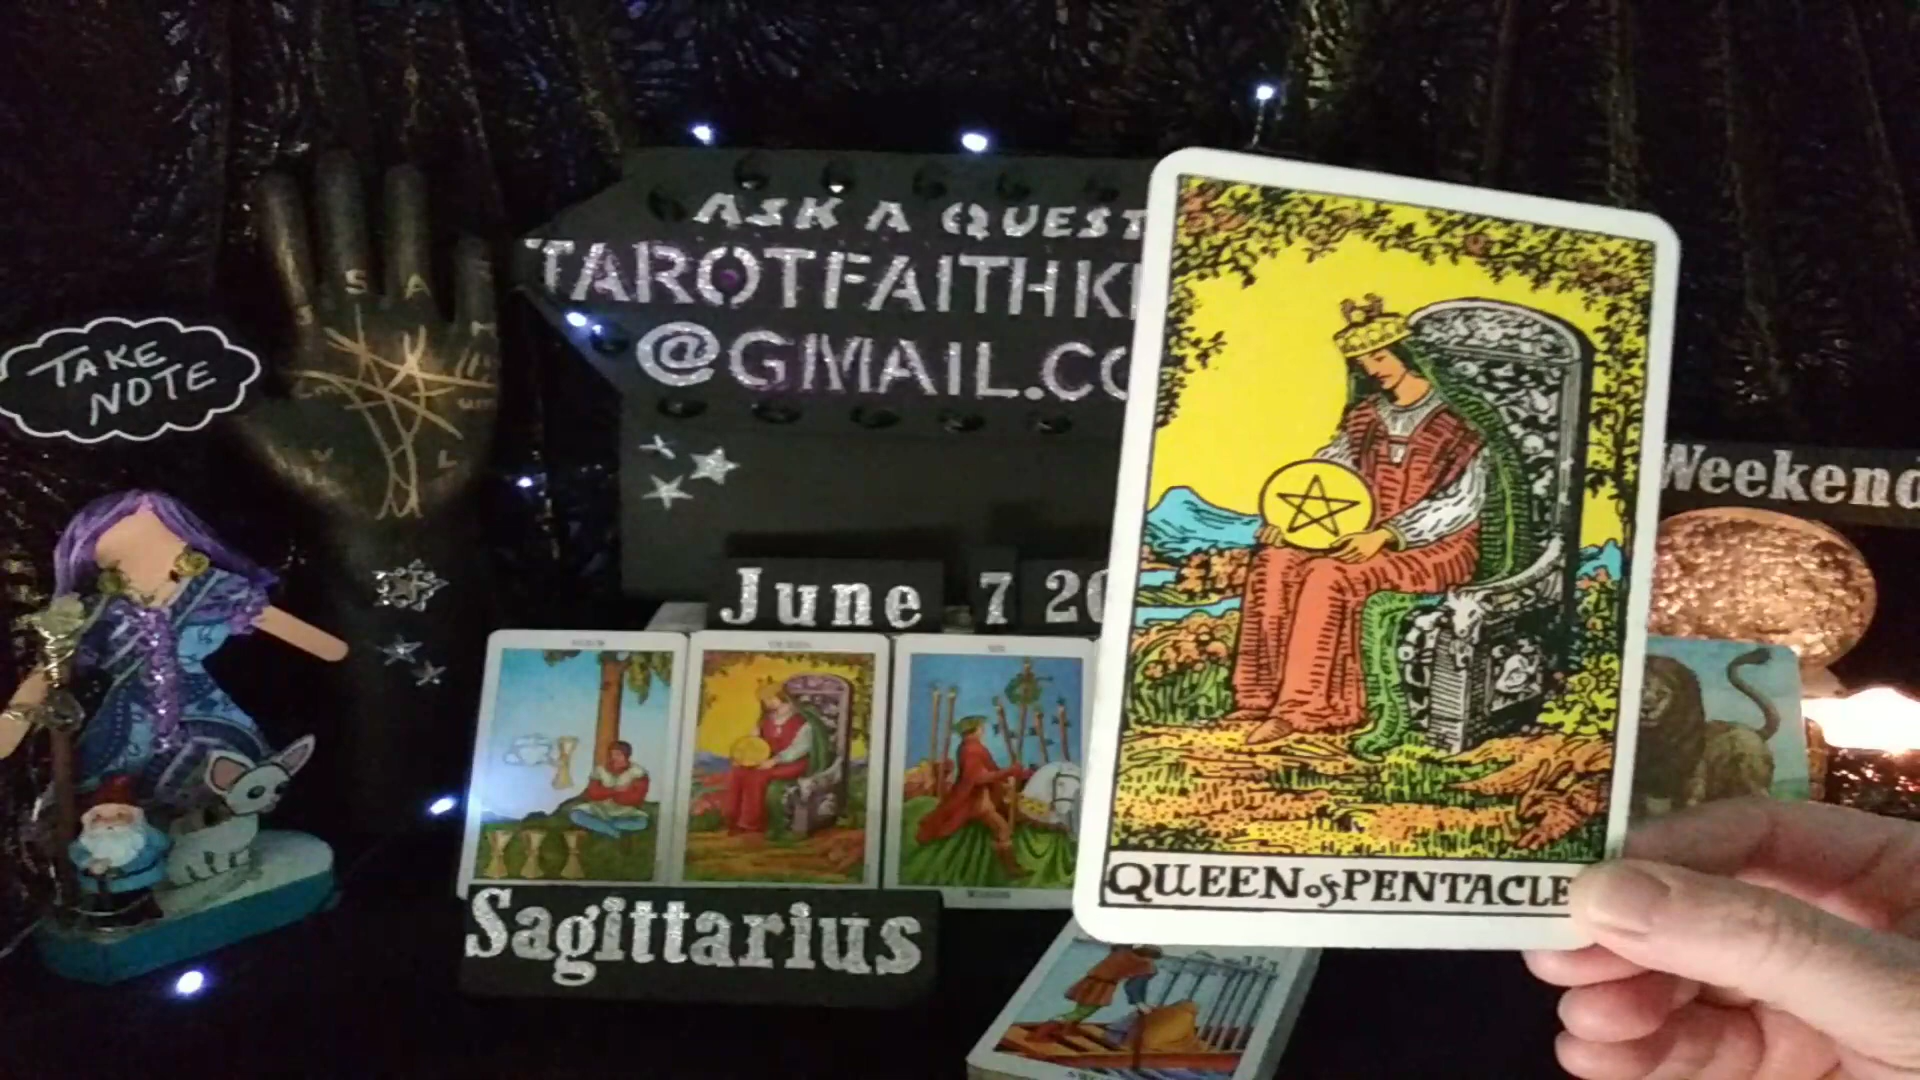 ASK A QUEST
TAROTFAITHK
@GMAIL.CO
TAKE
NOTE
S A
L
Weekend
June 7 20
QUEEN of PENTACLE
Sagittarius